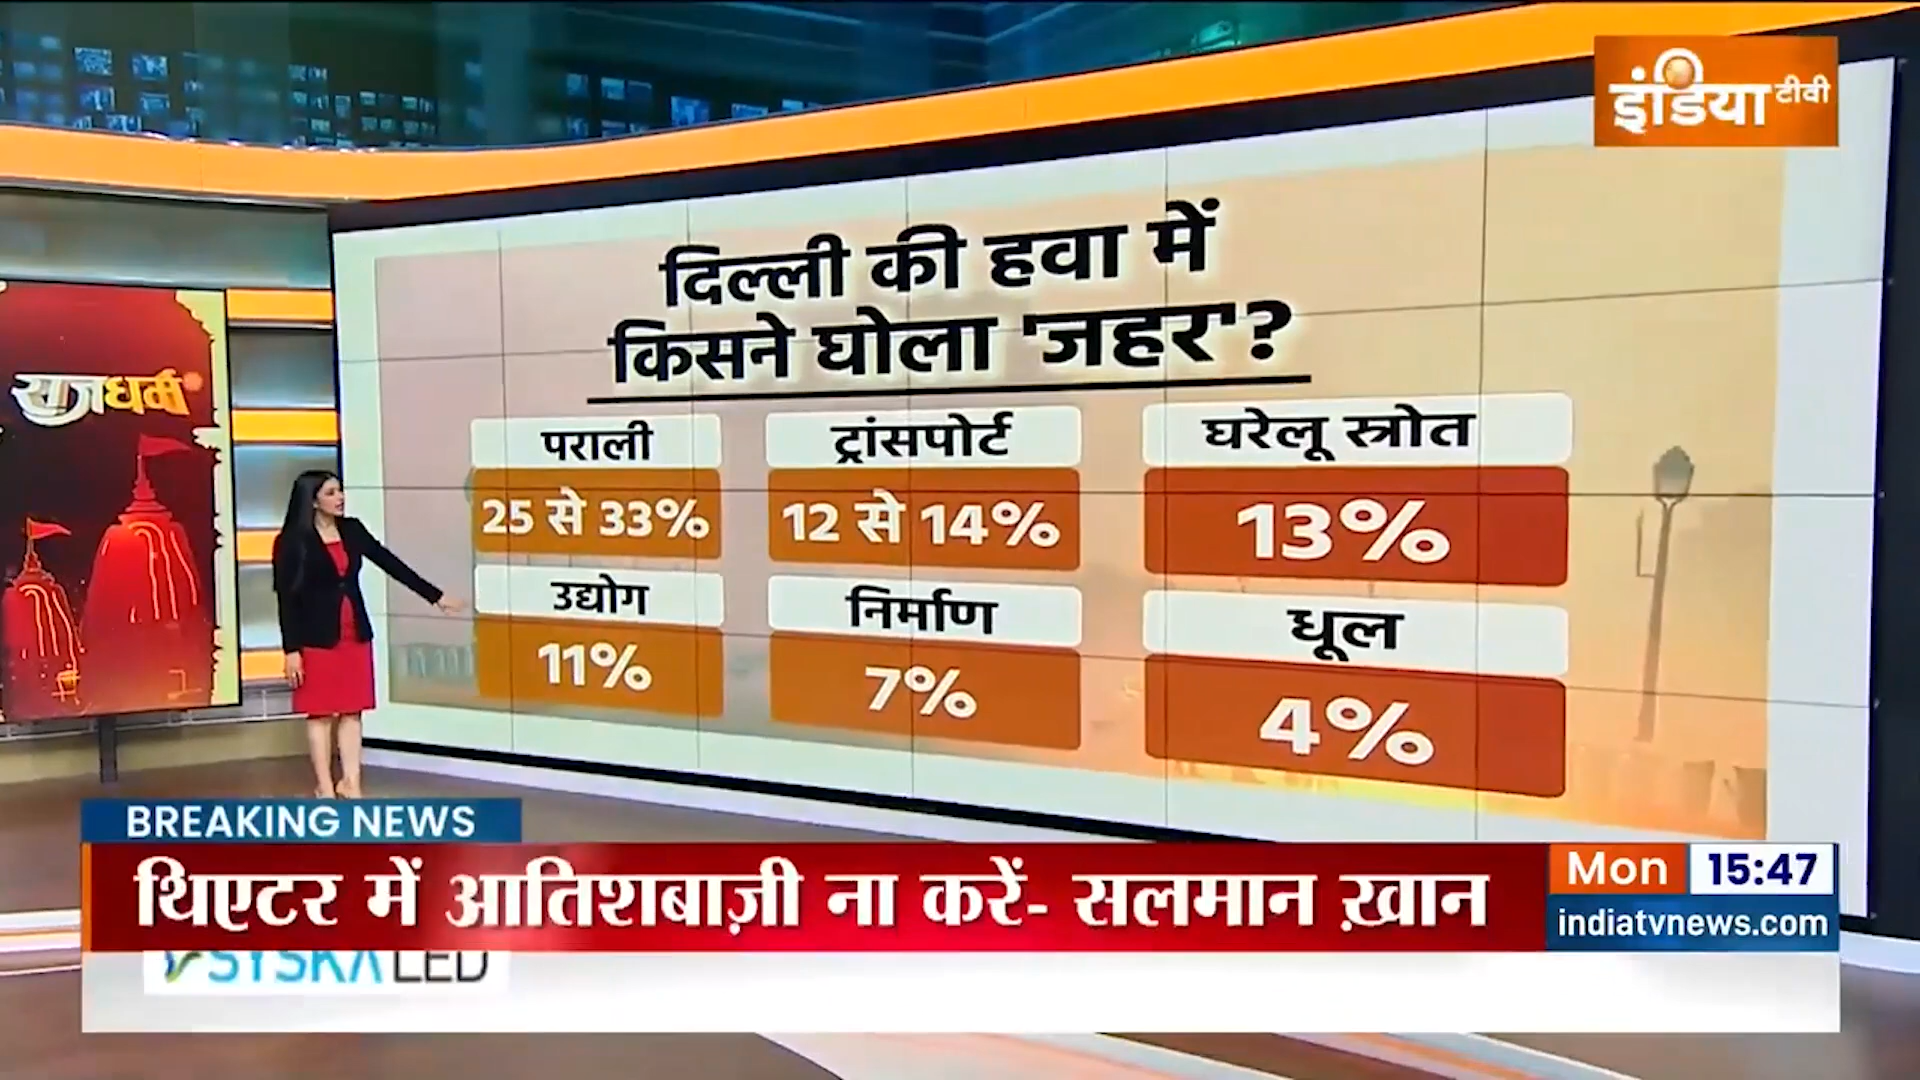 इंडिया टीवी
दिल्ली की हवा में
किसने घोला 'जहर'?
राजधर्म
पराली
ट्रांसपोर्ट
घरेलू स्त्रोत
25 से 33%
12 से 14%
13%
उद्योग
निर्माण
धूल
11%
7%
4%
BREAKING NEWS
थिएटर में आतिशबाज़ी ना करें- सलमान ख़ान
Mon 15:47
indiatvnews.com
SYSKA LED